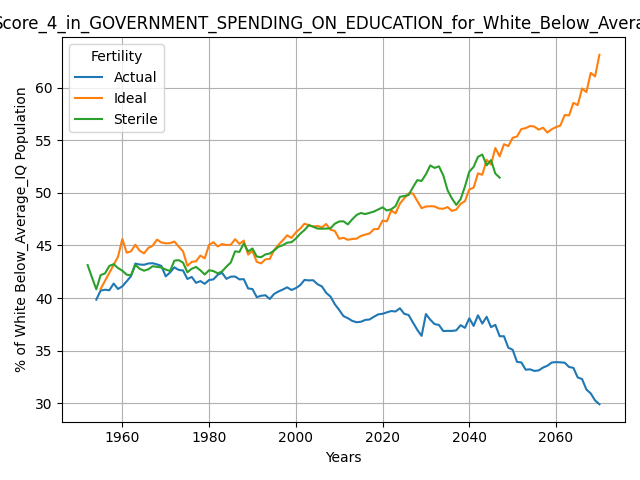 Score_4_in_GOVERNMENT_SPENDING_ON_EDUCATION_for_White_Below_Avera
Fertility
Actual
Ideal
Sterile
% of White Below_Average_IQ Population
60
55
50
45
40
35
30
1960 1980 2000 2020 2040 2060
Years